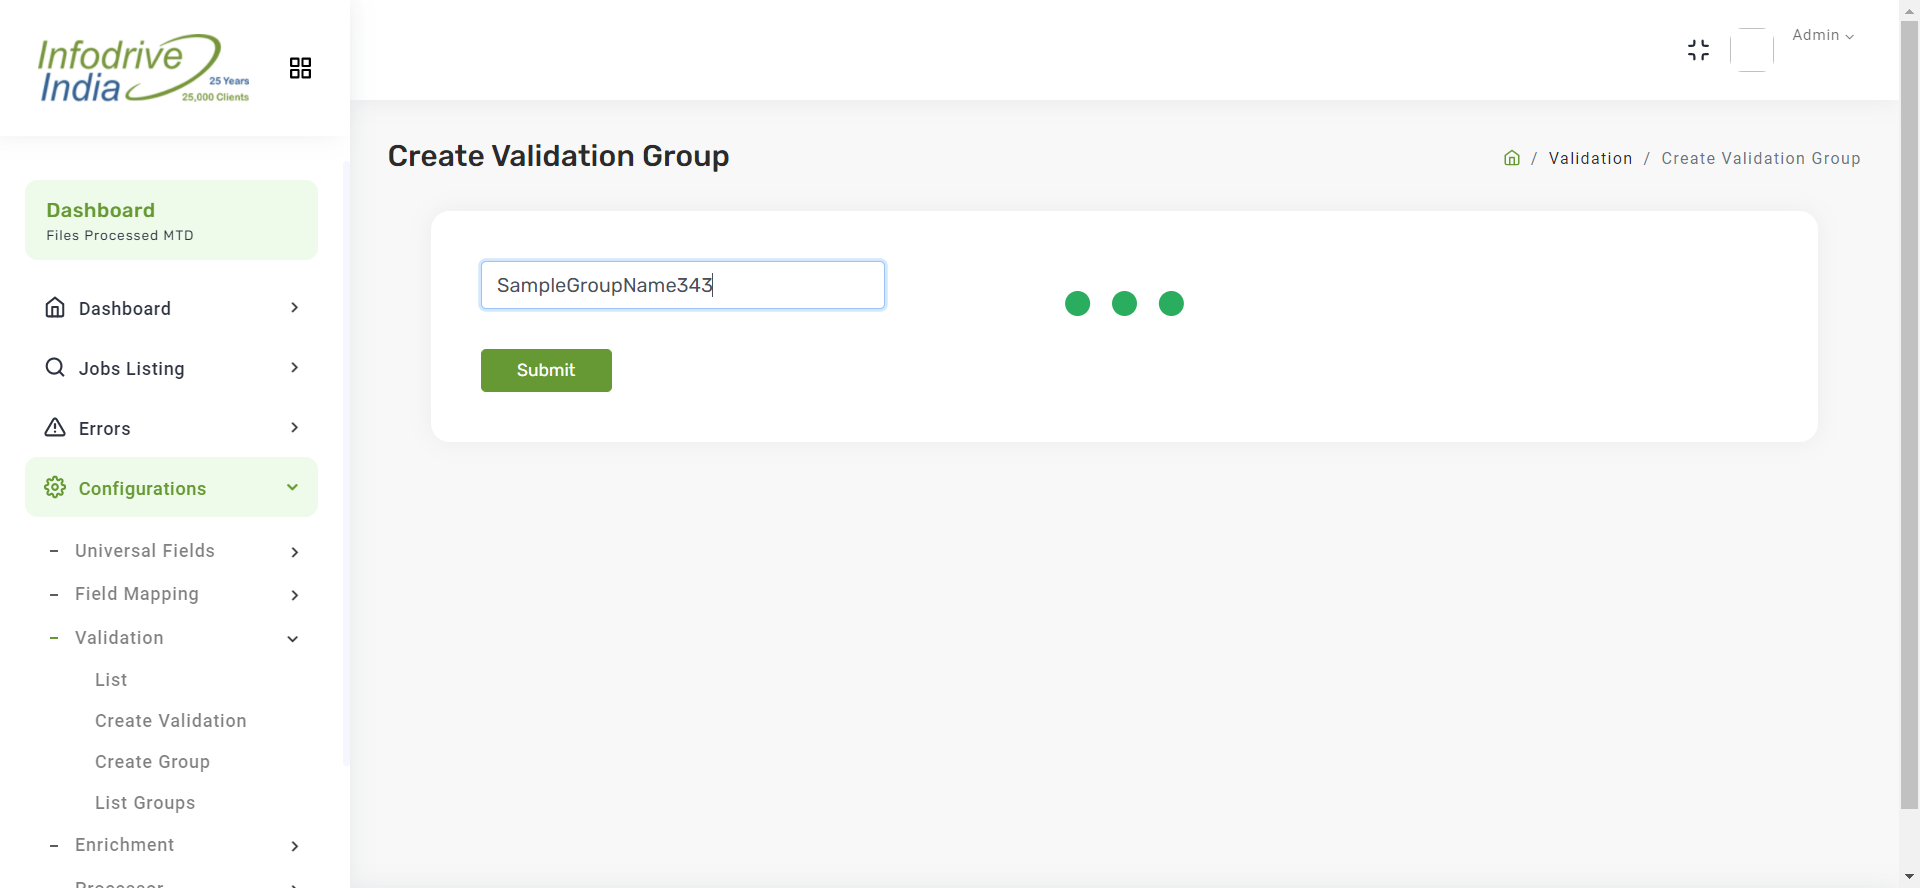 Infodrive
India
25 Years
25,000 Clients
Admin
Create Validation Group
/ Validation / Create Validation Group
Dashboard
Files Processed MTD
SampleGroupName343
Submit
Dashboard
Jobs Listing
Errors
Configurations
Universal Fields
Field Mapping
Validation
List
Create Validation
Create Group
List Groups
Enrichment
Processor